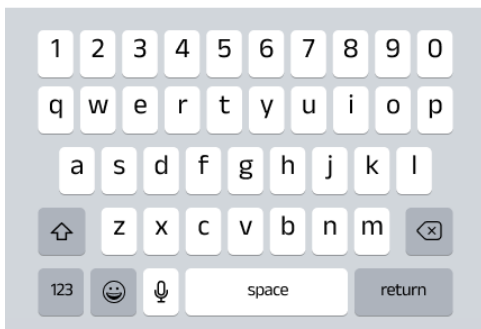 1 2 3 4 5 6 7 8 9 0
q w e r t y u i o p
a s d f g h j k l
z x c v b n m
123 space return